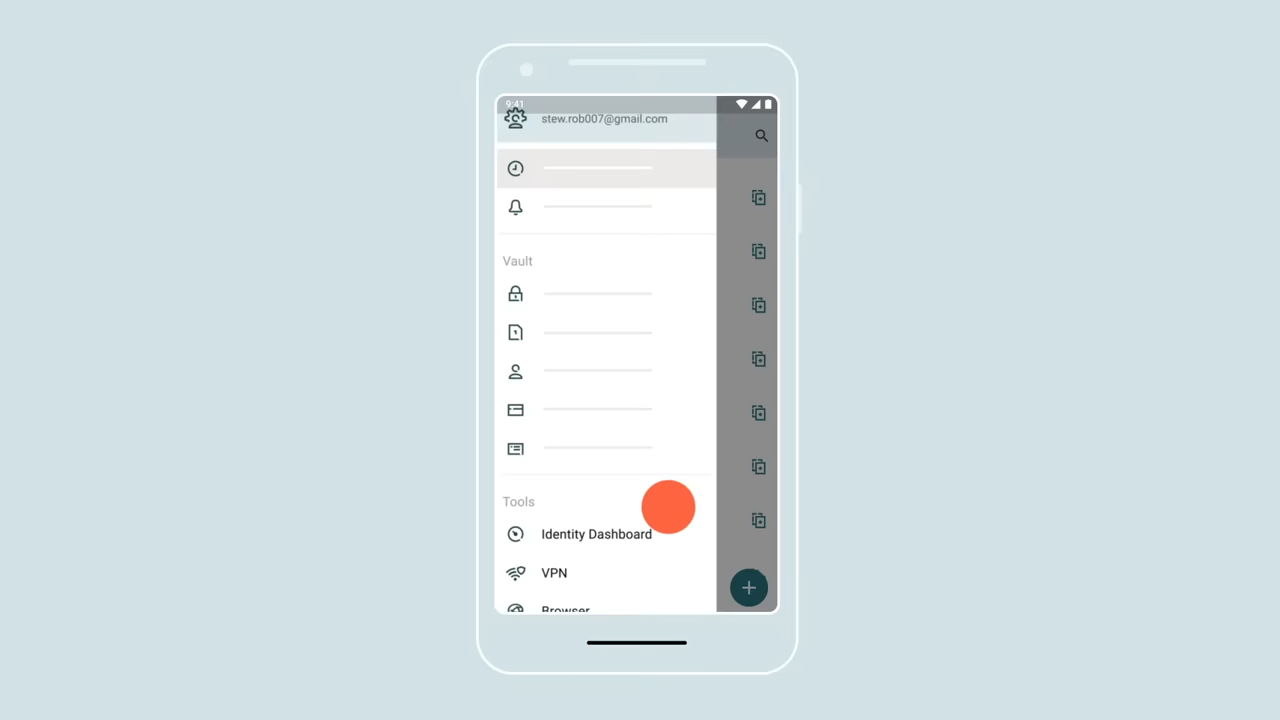 9:41
stew.rob007@gmail.com
Vault
Tools
Identity Dashboard
VPN
Browser